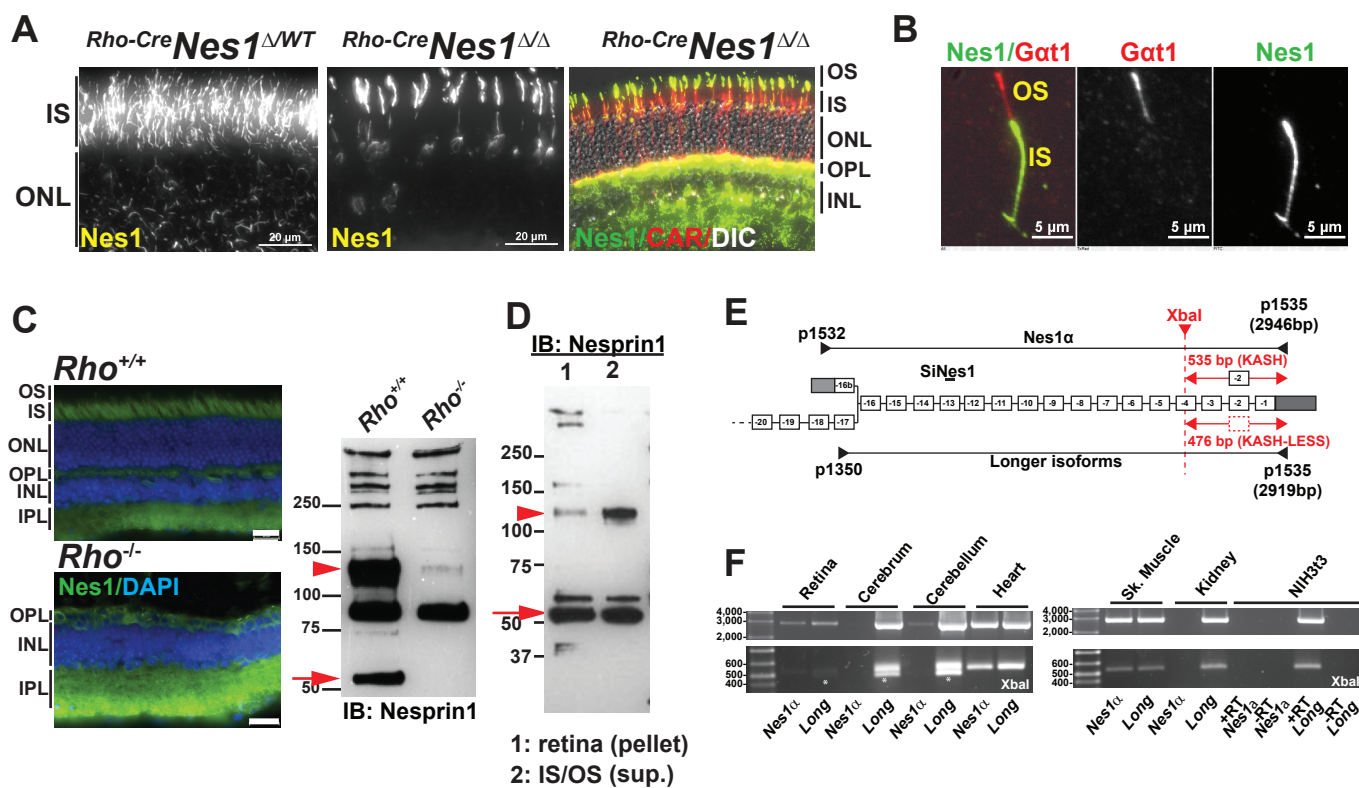 A
Rho-Cre Nes1 Δ/WT
Rho-Cre Nes1 Δ/Δ
Rho-Cre Nes1 Δ/Δ
IS
ONL
Nes1
20 µm
Nes1
20 µm
Nes1/CAR/DIC
OS
IS
ONL
OPL
INL
B
Nes1/Gαt1
Gαt1
Nes1
OS
IS
5 µm
5 µm
5 µm
C
Rho+/+
OS
IS
ONL
OPL
INL
IPL
Rho-/-
Nes1/DAPI
OPL
INL
IPL
Rho+/+
Rho-/-
250
150
100
75
50
IB: Nesprin1
D
IB: Nesprin1
1 2
250
150
100
75
50
37
1: retina (pellet)
2: IS/OS (sup.)
E
XbaI
p1535
(2946bp)
p1532
Nes1α
535 bp (KASH)
SiNes1
-2
-16b
-16 -15 -14 -13 -12 -11 -10 -9 -8 -7 -6 -5 -4 -3 -2 -1
-20 -19 -18 -17
476 bp (KASH-LESS)
p1350
Longer isoforms
p1535
(2919bp)
F
Retina
Cerebrum
Cerebellum
Heart
4,000
3,000
2,000
600
500
400
* * *
XbaI
Nes1α Long Nes1α Long Nes1α Long Nes1α Long
Sk. Muscle
Kidney
NIH3t3
4,000
3,000
2,000
600
500
400
XbaI
Nes1α Long Nes1α Long +RT Nes1a -RT Nes1a +RT Long -RT Long